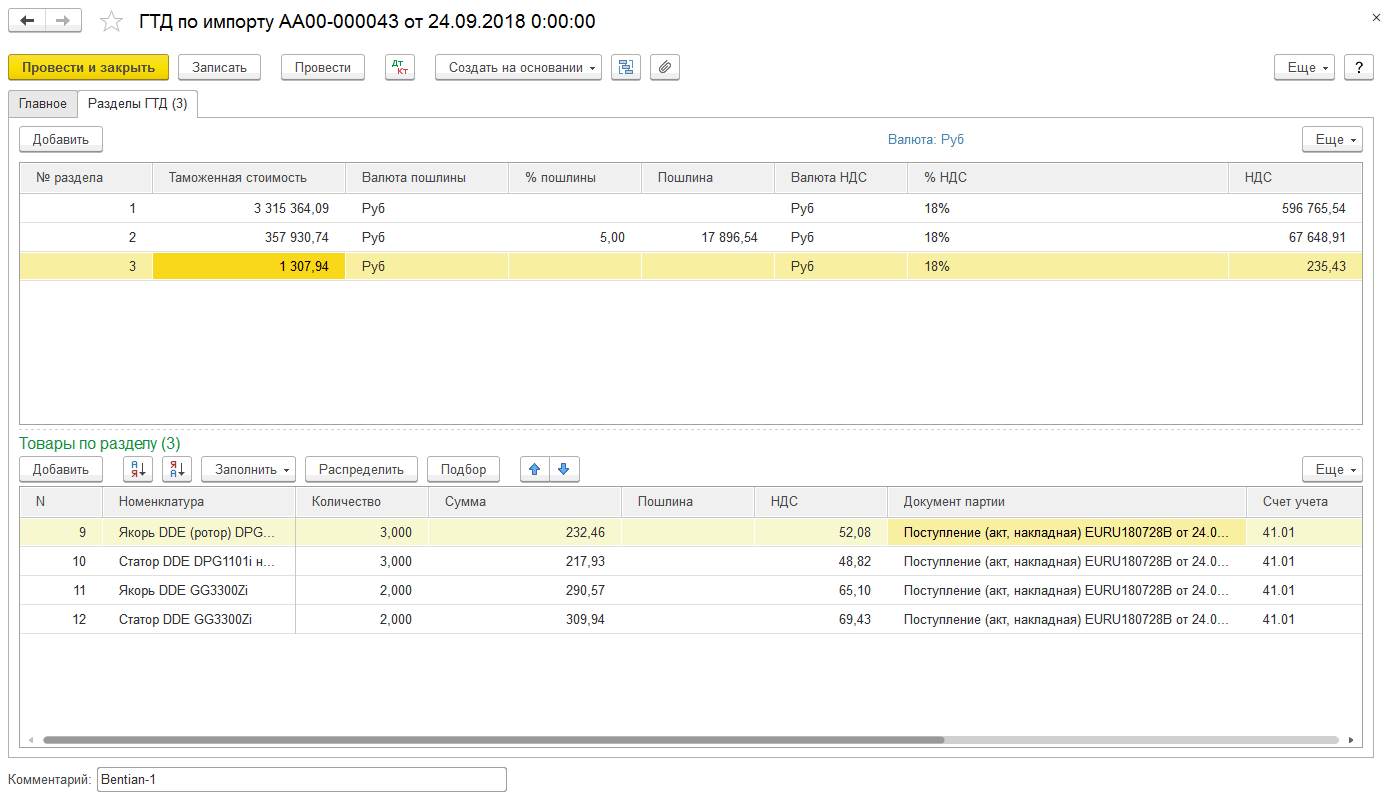 ГТД по импорту АА00-000043 от 24.09.2018 0:00:00
Провести и закрыть Записать Провести Дт Кт Создать на основании Еще ?
Главное Разделы ГТД (3)
Добавить Валюта: Руб Еще
№ раздела Таможенная стоимость Валюта пошлины % пошлины Пошлина Валюта НДС % НДС НДС
1 3 315 364,09 Руб Руб 18% 596 765,54
2 357 930,74 Руб 5,00 17 896,54 Руб 18% 67 648,91
3 1 307,94 Руб Руб 18% 235,43
Товары по разделу (3)
Добавить А Я Я А Заполнить Распределить Подбор Еще
N Номенклатура Количество Сумма Пошлина НДС Документ партии Счет учета
9 Якорь DDE (ротор) DPG... 3,000 232,46 52,08 Поступление (акт, накладная) EURU180728B от 24.0... 41.01
10 Статор DDE DPG1101i н... 3,000 217,93 48,82 Поступление (акт, накладная) EURU180728B от 24.0... 41.01
11 Якорь DDE GG3300Zi 2,000 290,57 65,10 Поступление (акт, накладная) EURU180728B от 24.0... 41.01
12 Статор DDE GG3300Zi 2,000 309,94 69,43 Поступление (акт, накладная) EURU180728B от 24.0... 41.01
Комментарий: Bentian-1